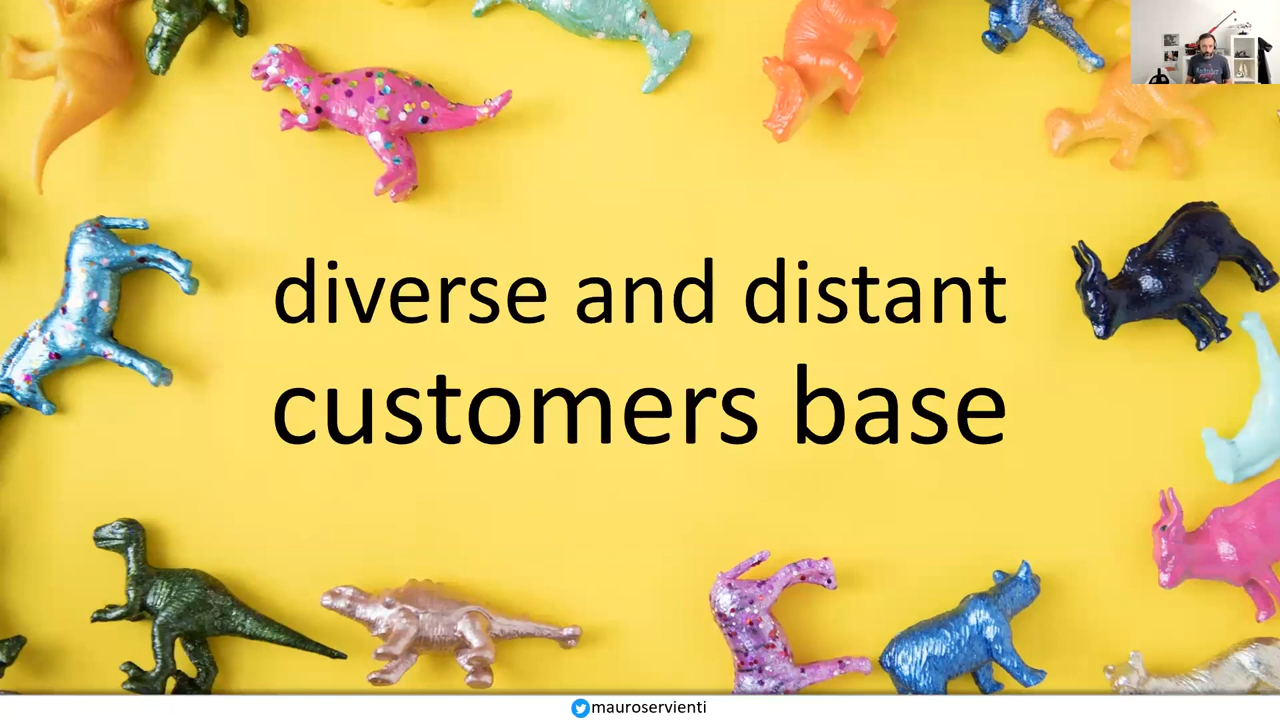 diverse and distant
customers base
mauroservienti